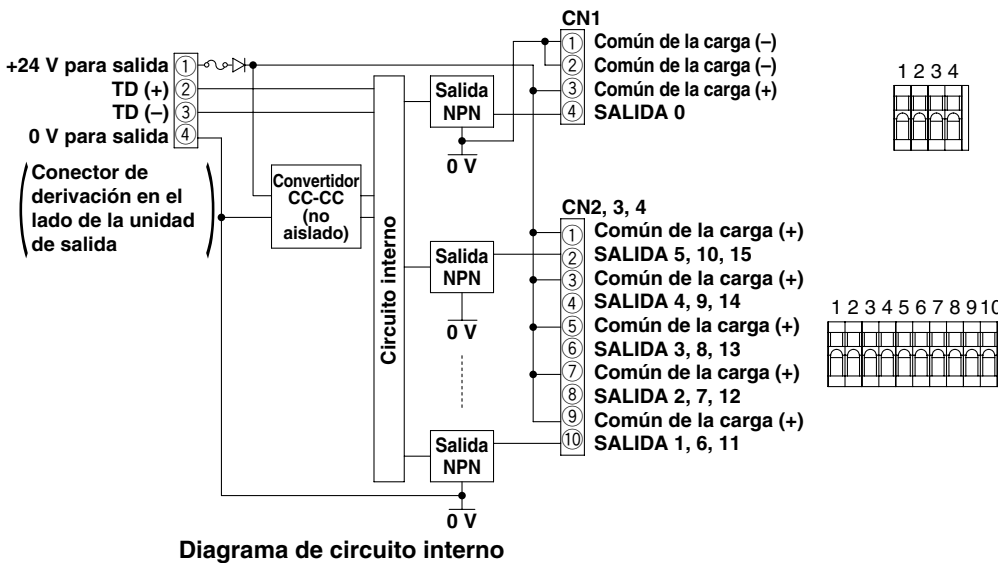 +24 V para salida ①
TD (+) ②
TD (–) ③
0 V para salida ④
(Conector de
derivación en el
lado de la unidad
de salida)
Convertidor
CC-CC
(no
aislado)
Circuito interno
Salida
NPN
0 V
Salida
NPN
0 V
Salida
NPN
0 V
CN1
① Común de la carga (–)
② Común de la carga (–)
③ Común de la carga (+)
④ SALIDA 0
1 2 3 4
CN2, 3, 4
① Común de la carga (+)
② SALIDA 5, 10, 15
③ Común de la carga (+)
④ SALIDA 4, 9, 14
⑤ Común de la carga (+)
⑥ SALIDA 3, 8, 13
⑦ Común de la carga (+)
⑧ SALIDA 2, 7, 12
⑨ Común de la carga (+)
⑩ SALIDA 1, 6, 11
1 2 3 4 5 6 7 8 9 10
Diagrama de circuito interno